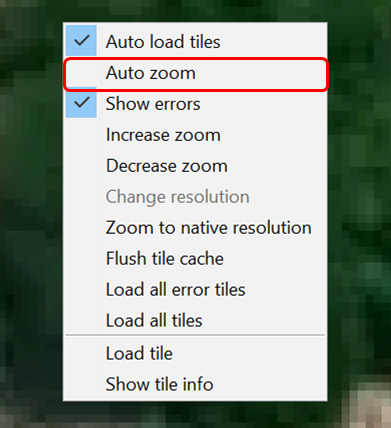 Auto load tiles
Auto zoom
Show errors
Increase zoom
Decrease zoom
Change resolution
Zoom to native resolution
Flush tile cache
Load all error tiles
Load all tiles
Load tile
Show tile info